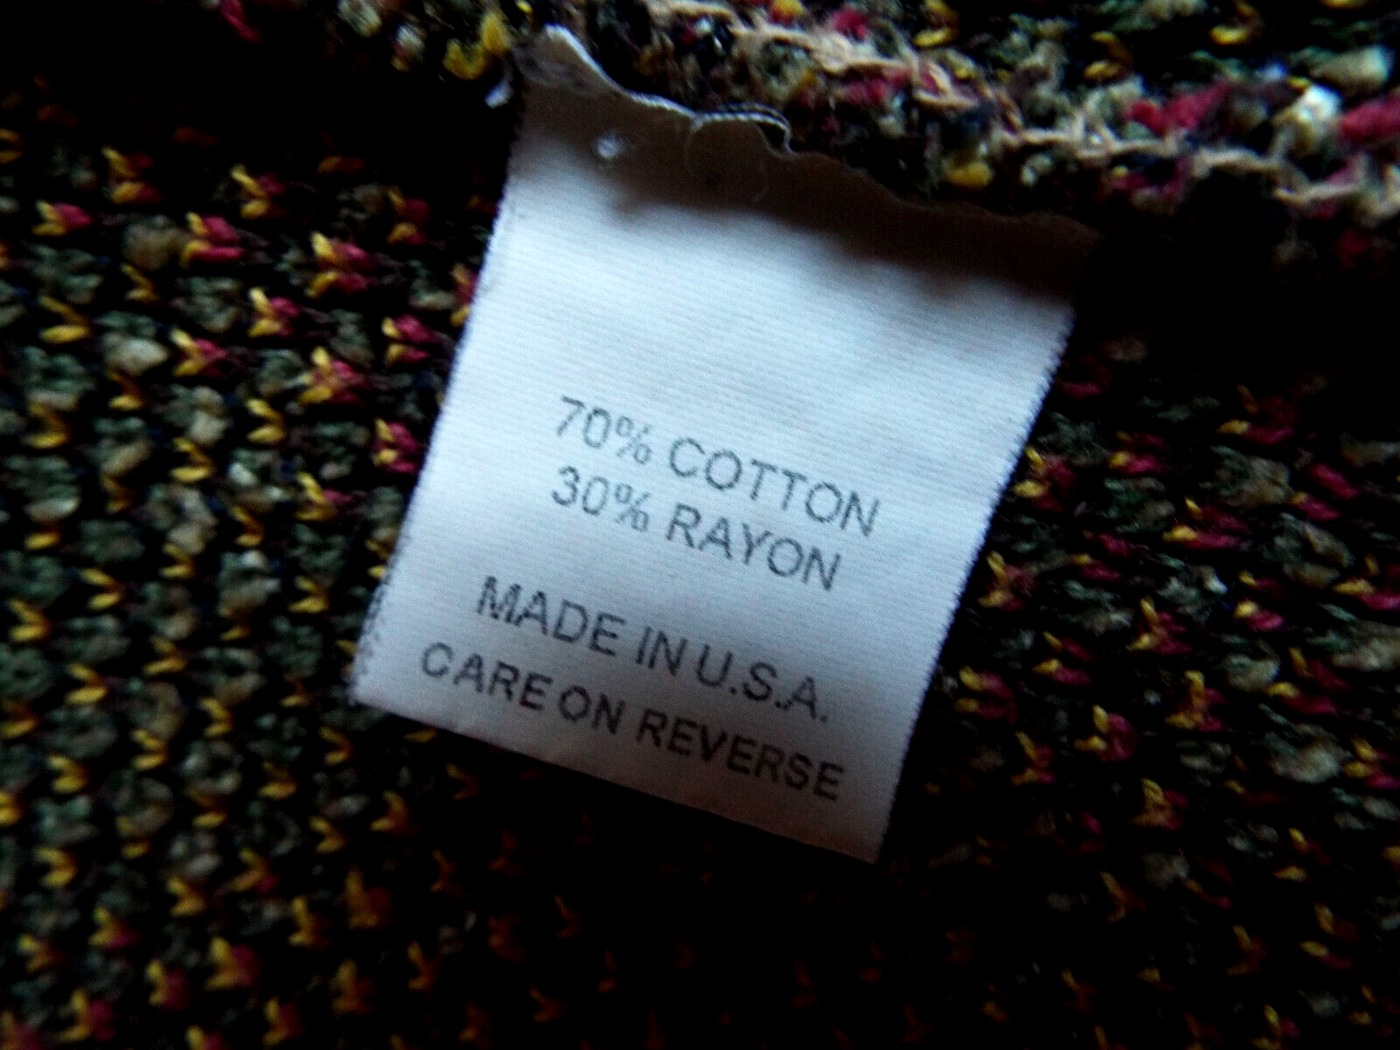 70% COTTON
30% RAYON
MADE IN U.S.A.
CARE ON REVERSE